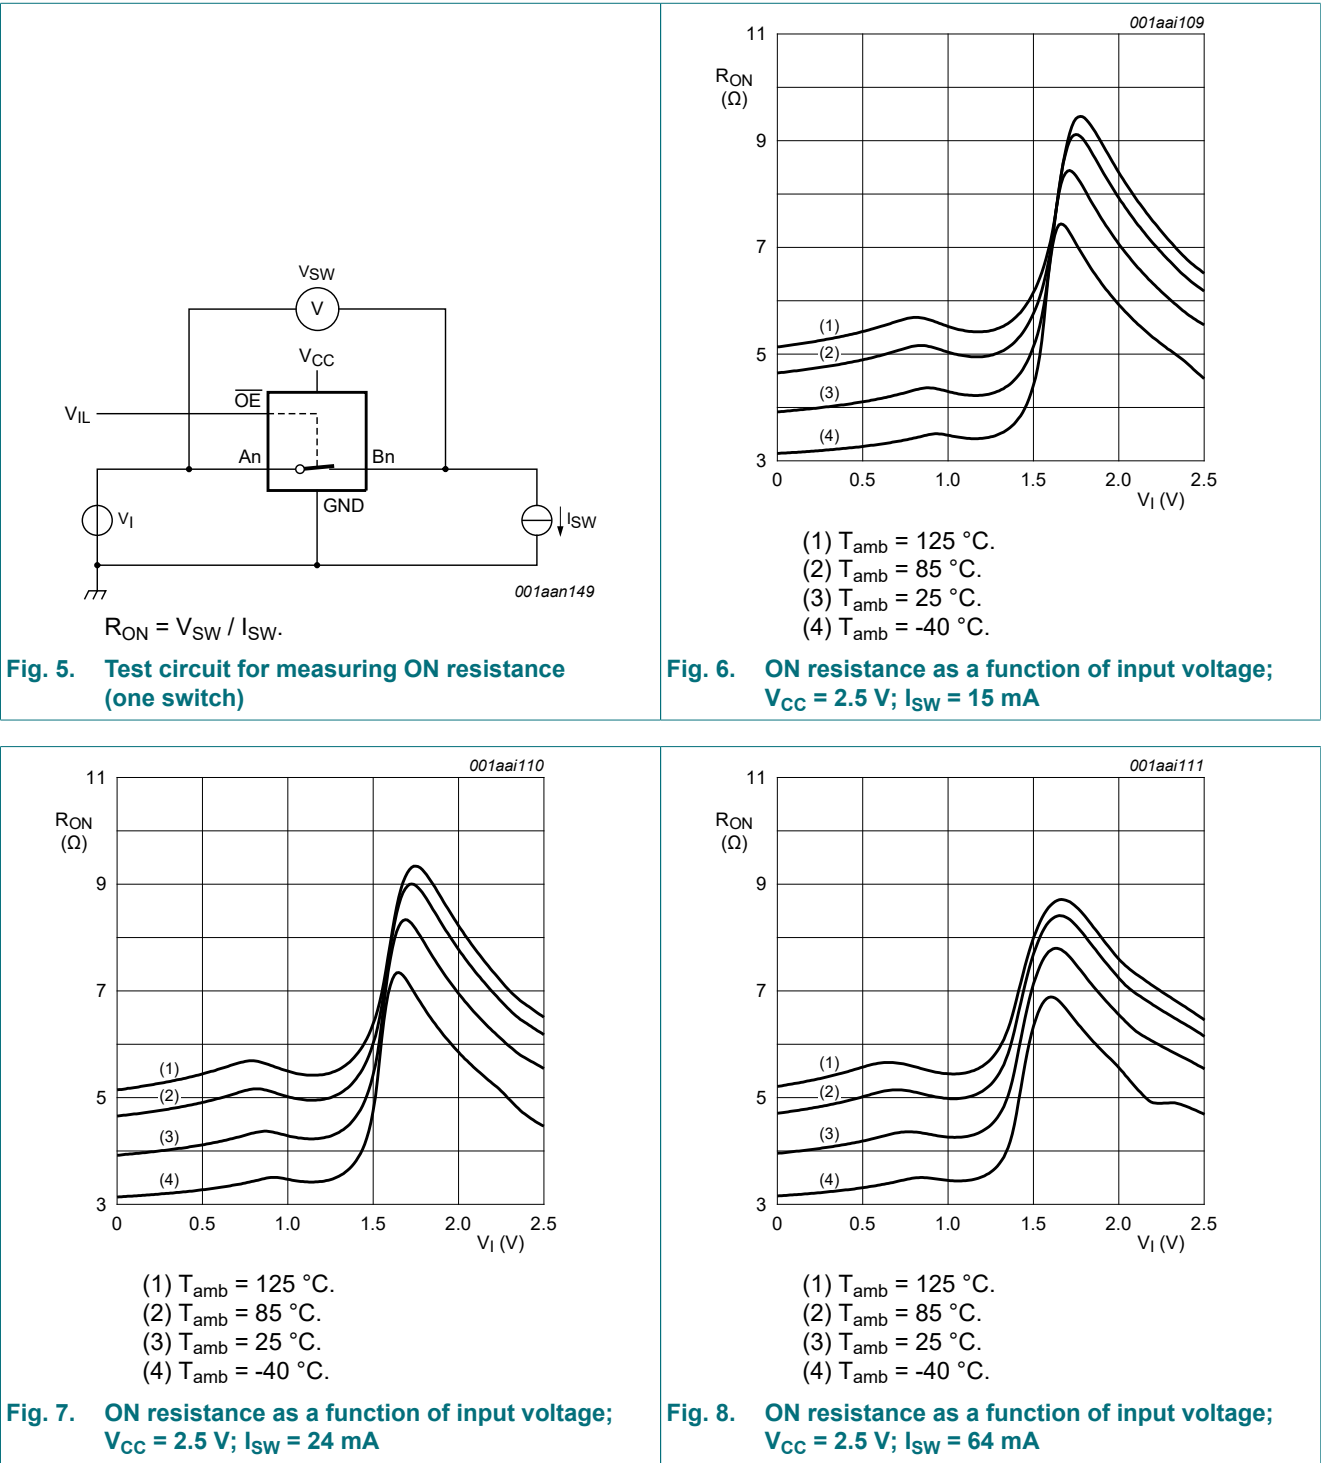 VSW
V
VCC
OE
VIL
An
Bn
GND
VI
ISW
001aan149
RON = VSW / ISW.
Fig. 5. Test circuit for measuring ON resistance
(one switch)
001aai109
11
RON
(Ω)
9
7
(1)
5
(2)
(3)
(4)
3
0 0.5 1.0 1.5 2.0 2.5
VI (V)
(1) Tamb = 125 °C.
(2) Tamb = 85 °C.
(3) Tamb = 25 °C.
(4) Tamb = -40 °C.
Fig. 6. ON resistance as a function of input voltage;
VCC = 2.5 V; ISW = 15 mA
001aai110
11
RON
(Ω)
9
7
(1)
5
(2)
(3)
(4)
3
0 0.5 1.0 1.5 2.0 2.5
VI (V)
(1) Tamb = 125 °C.
(2) Tamb = 85 °C.
(3) Tamb = 25 °C.
(4) Tamb = -40 °C.
Fig. 7. ON resistance as a function of input voltage;
VCC = 2.5 V; ISW = 24 mA
001aai111
11
RON
(Ω)
9
7
(1)
5
(2)
(3)
(4)
3
0 0.5 1.0 1.5 2.0 2.5
VI (V)
(1) Tamb = 125 °C.
(2) Tamb = 85 °C.
(3) Tamb = 25 °C.
(4) Tamb = -40 °C.
Fig. 8. ON resistance as a function of input voltage;
VCC = 2.5 V; ISW = 64 mA